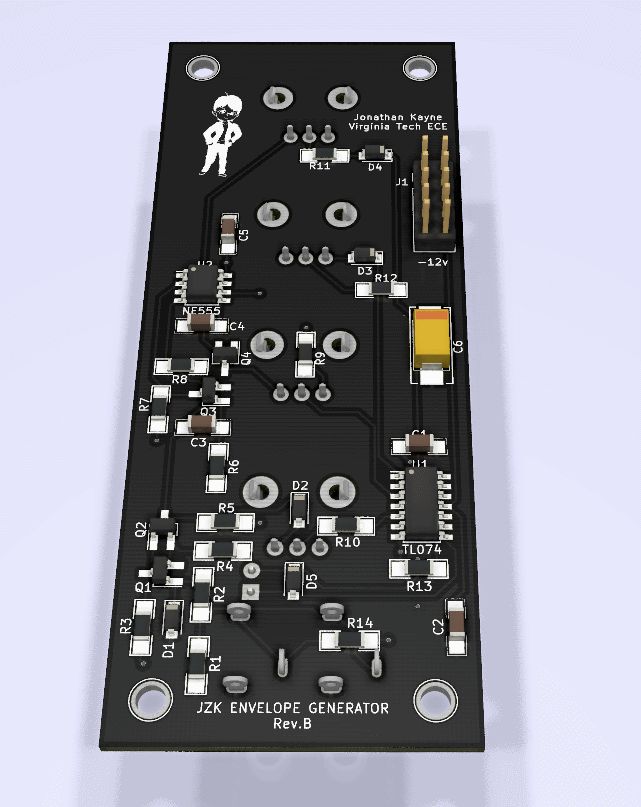 Jonathan Kayne
Virginia Tech ECE
R11
D4
J1
C5
-12v
D3
U2
R12
NE555
C4
C6
Q4
R9
R8
R7
Q3
C3
C1
R6
U1
D2
R5
Q2
R10
TL074
R4
R13
D5
Q1
R2
R3
D1
R14
C2
R1
JZK ENVELOPE GENERATOR
Rev.B